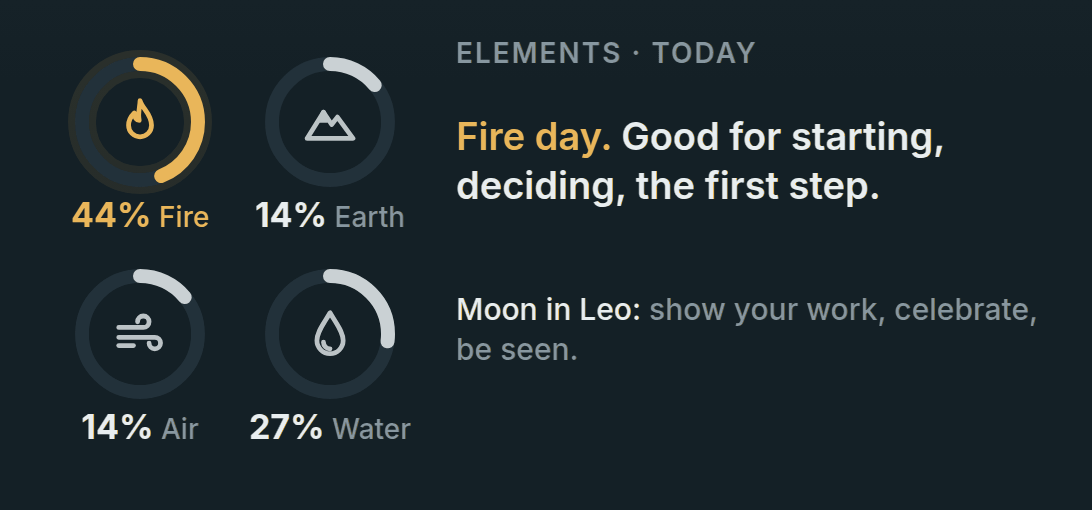 ELEMENTS · TODAY
44% Fire
14% Earth
14% Air
27% Water
Fire day. Good for starting,
deciding, the first step.
Moon in Leo: show your work, celebrate,
be seen.